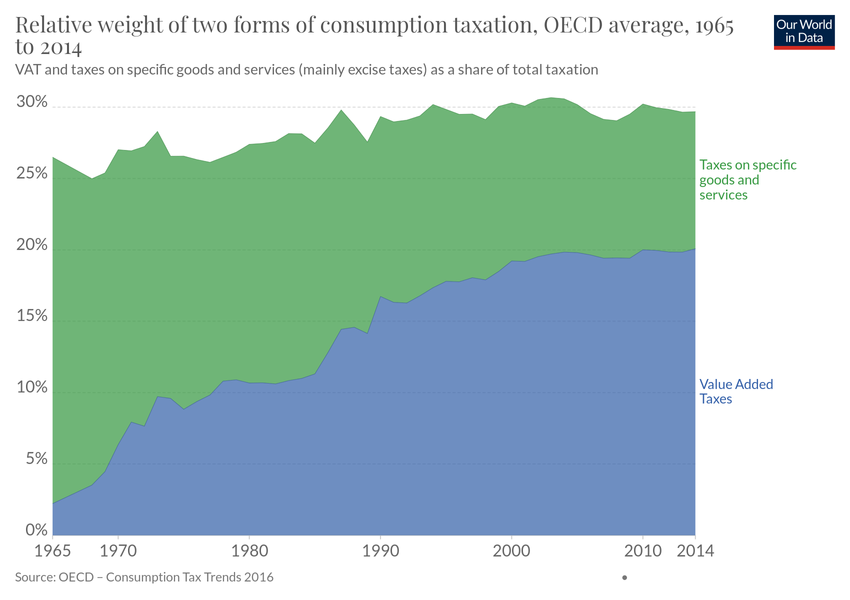 Relative weight of two forms of consumption taxation, OECD average, 1965
to 2014
Our World
in Data
VAT and taxes on specific goods and services (mainly excise taxes) as a share of total taxation
30%
25%
20%
15%
10%
5%
0%
Taxes on specific
goods and
services
Value Added
Taxes
1965 1970 1980 1990 2000 2010 2014
Source: OECD – Consumption Tax Trends 2016